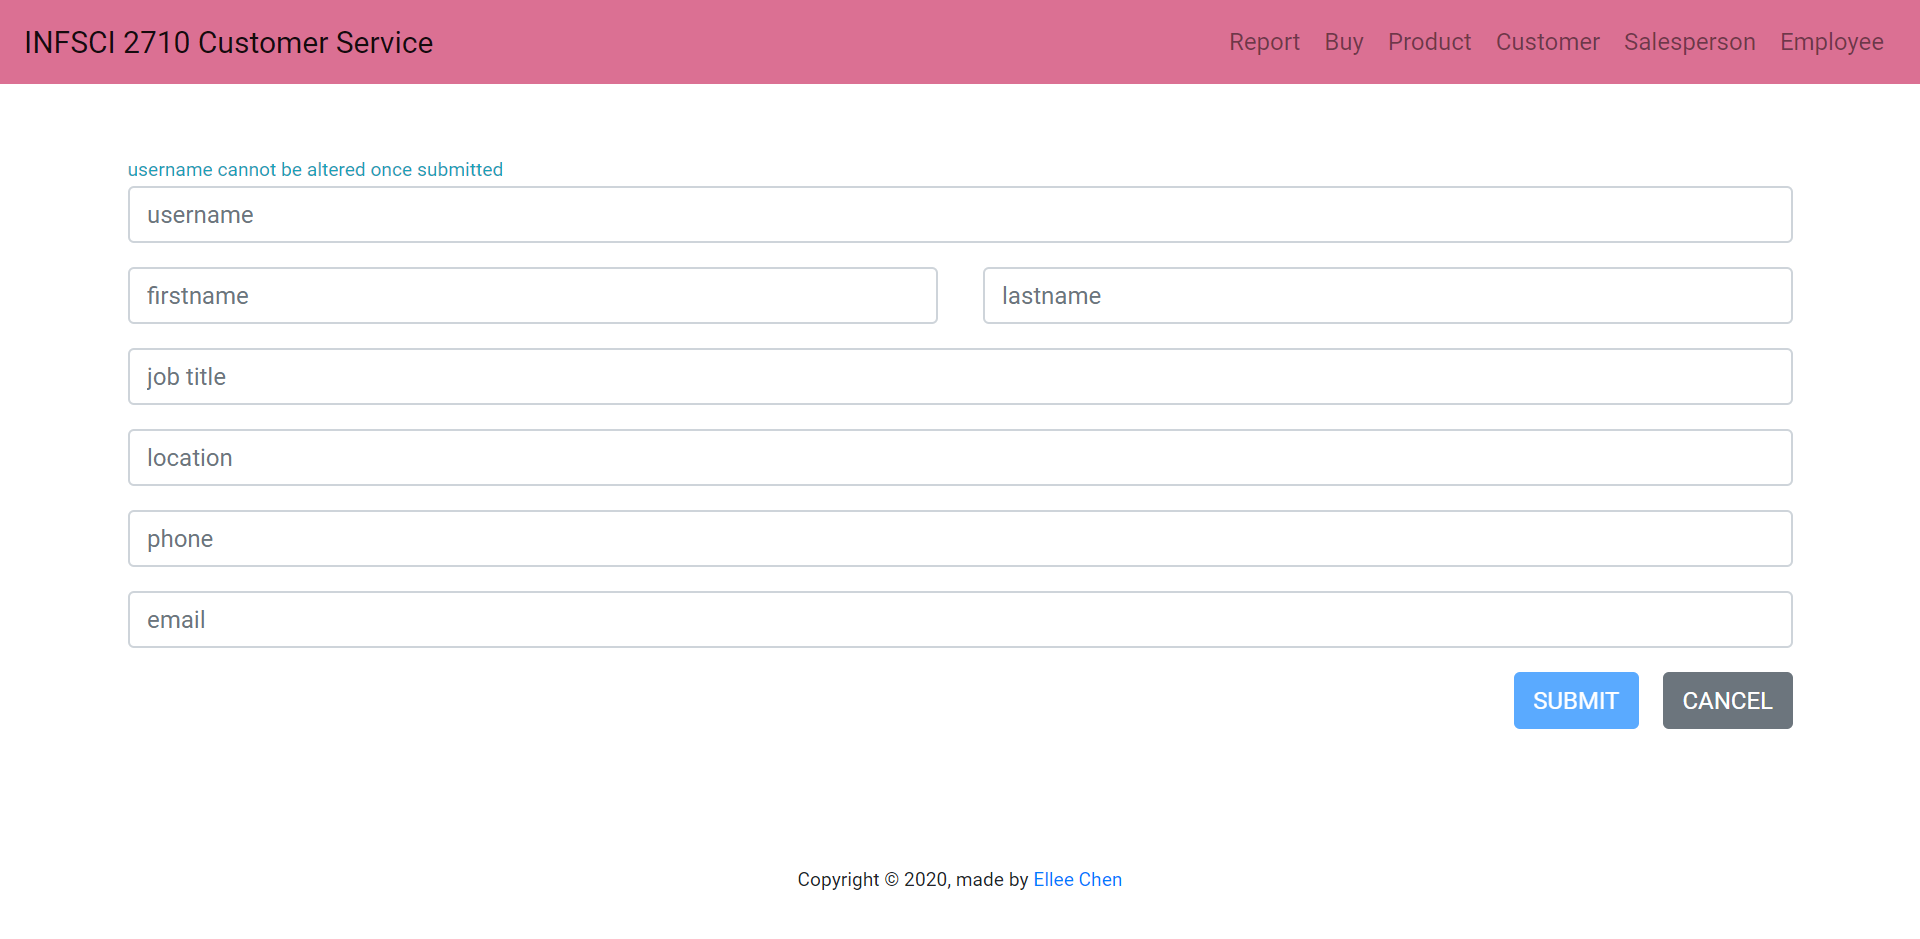 INFSCI 2710 Customer Service
Report Buy Product Customer Salesperson Employee
username cannot be altered once submitted
username
firstname lastname
job title
location
phone
email
SUBMIT CANCEL
Copyright © 2020, made by Ellee Chen